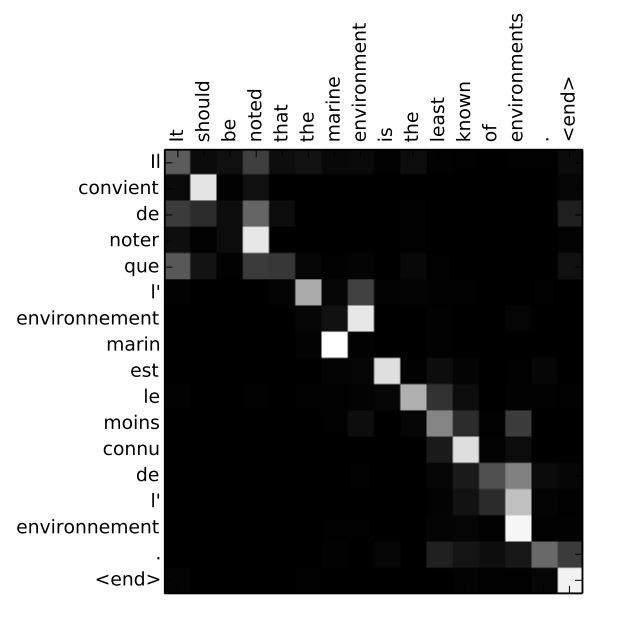 It should be noted that the marine environment is the least known of environments . <end>
Il
convient
de
noter
que
l'
environnement
marin
est
le
moins
connu
de
l'
environnement
.
<end>